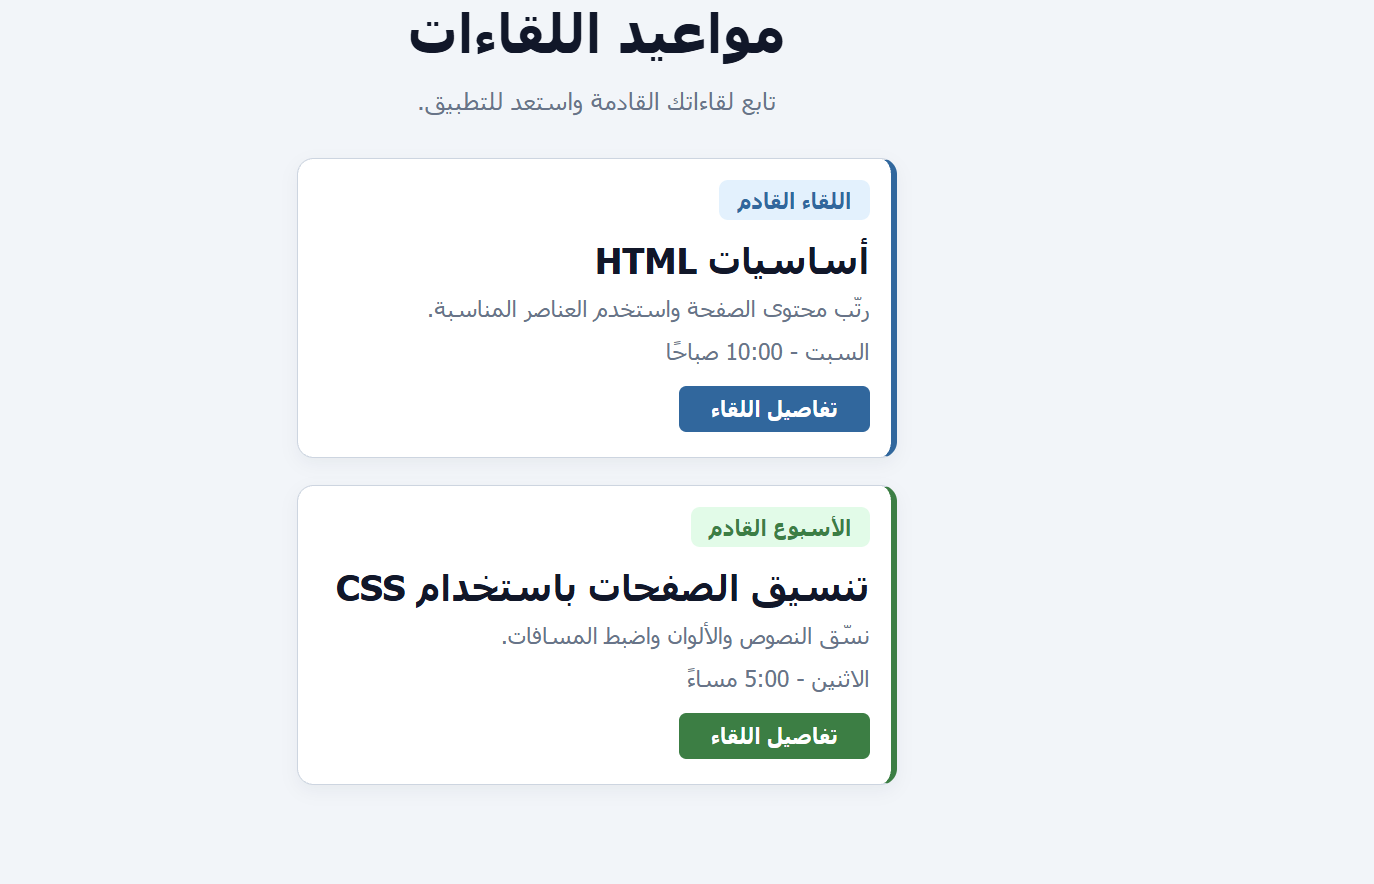 مواعيد اللقاءات
تابع لقاءاتك القادمة واستعد للتطبيق.
اللقاء القادم
أساسيات HTML
رتّب محتوى الصفحة واستخدم العناصر المناسبة.
السبت - 10:00 صباحًا
تفاصيل اللقاء
الأسبوع القادم
تنسيق الصفحات باستخدام CSS
نسّق النصوص والألوان واضبط المسافات.
الاثنين - 5:00 مساءً
تفاصيل اللقاء